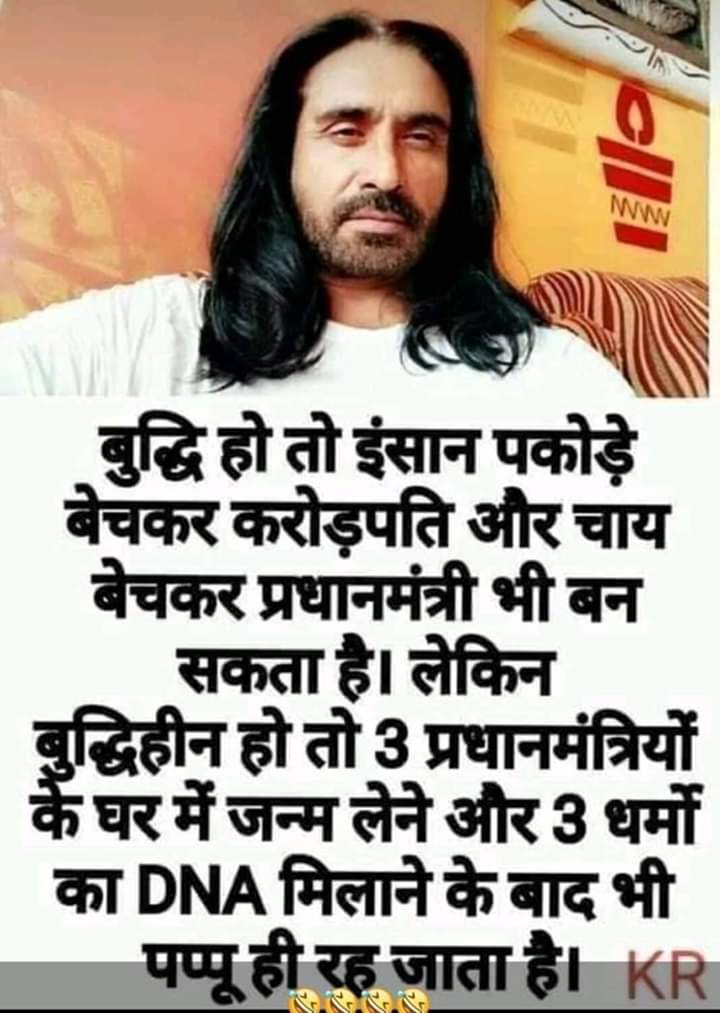 बुद्धि हो तो इंसान पकोड़े
बेचकर करोड़पति और चाय
बेचकर प्रधानमंत्री भी बन
सकता है। लेकिन
बुद्धिहीन हो तो 3 प्रधानमंत्रियों
के घर में जन्म लेने और 3 धर्मो
का DNA मिलाने के बाद भी
पप्पू ही रह जाता है। KR